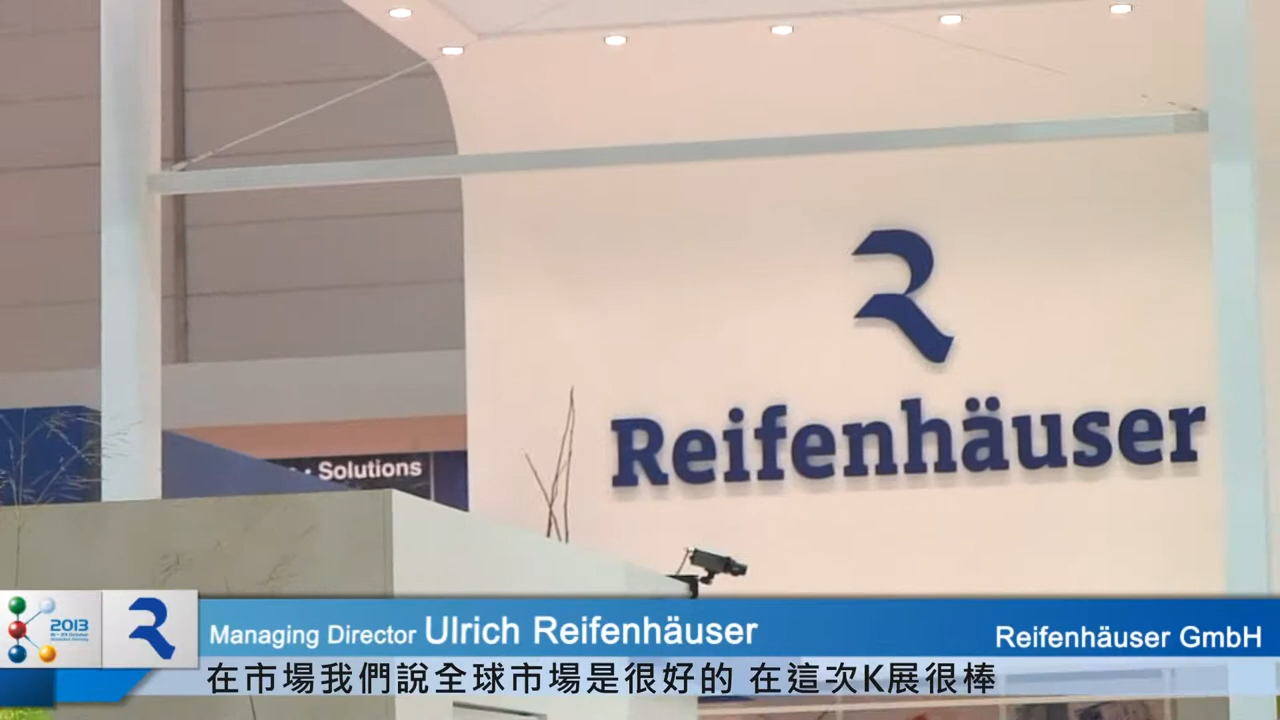 R
Reifenhäuser
· Solutions
2013
R
Managing Director Ulrich Reifenhäuser
Reifenhäuser GmbH
在市場我們說全球市場是很好的 在這次K展很棒